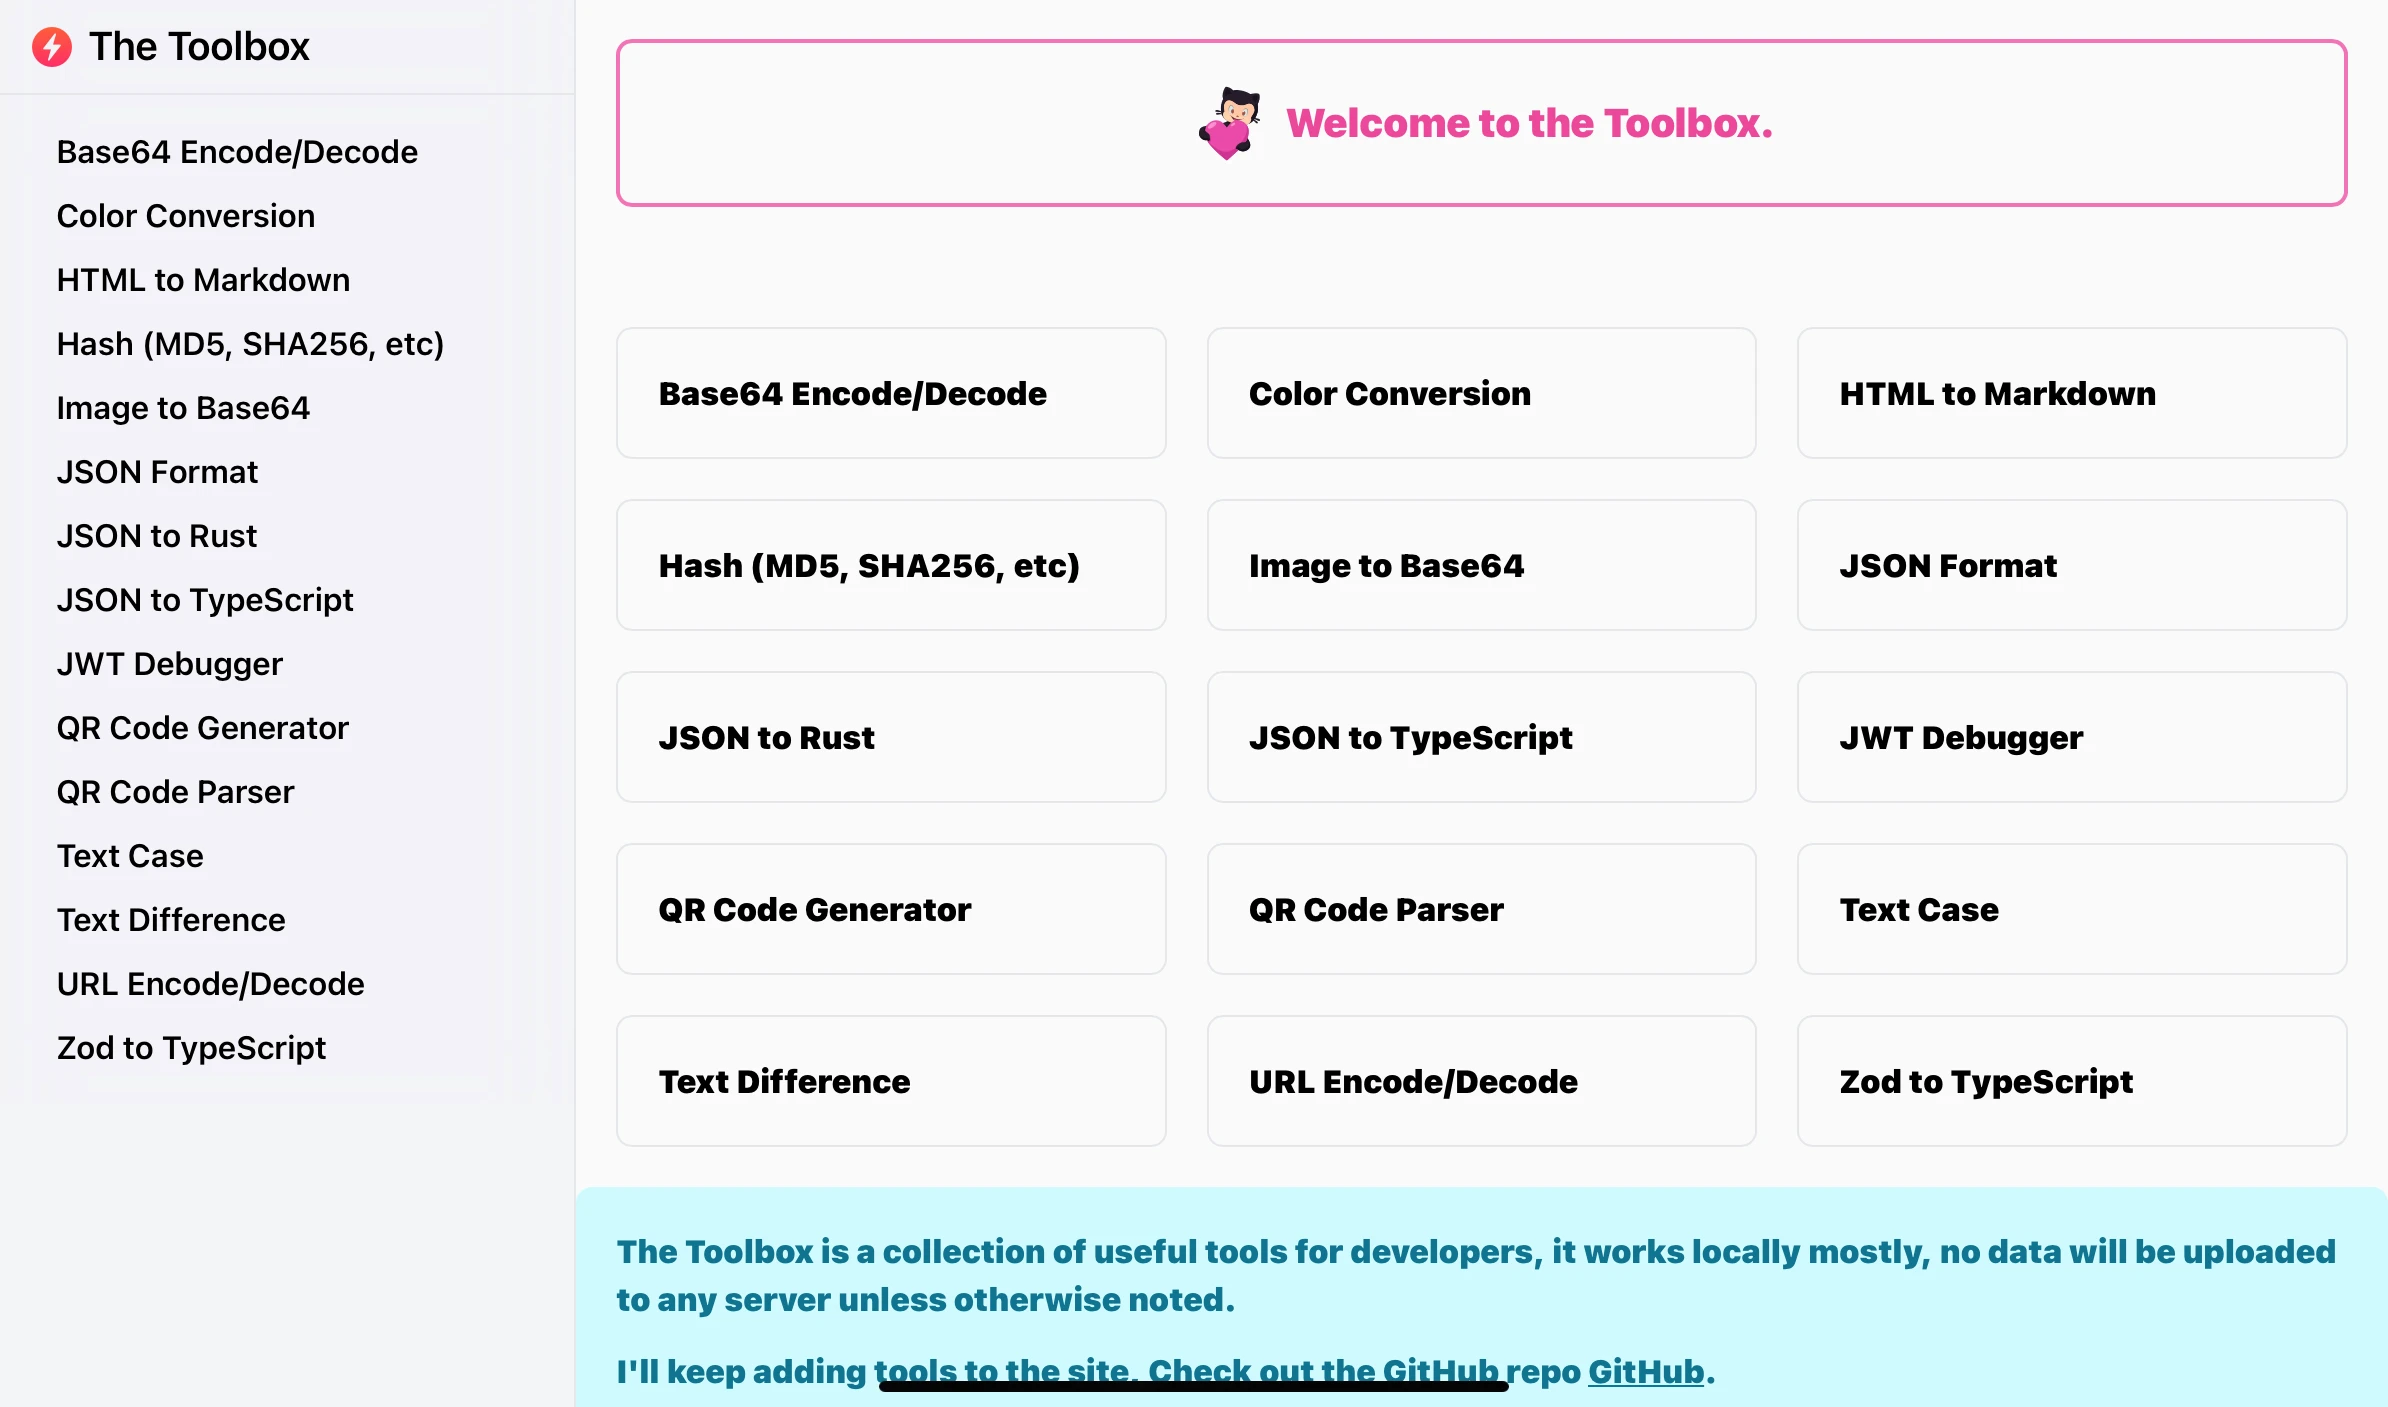 The Toolbox
Base64 Encode/Decode
Color Conversion
HTML to Markdown
Hash (MD5, SHA256, etc)
Image to Base64
JSON Format
JSON to Rust
JSON to TypeScript
JWT Debugger
QR Code Generator
QR Code Parser
Text Case
Text Difference
URL Encode/Decode
Zod to TypeScript
Welcome to the Toolbox.
Base64 Encode/Decode
Color Conversion
HTML to Markdown
Hash (MD5, SHA256, etc)
Image to Base64
JSON Format
JSON to Rust
JSON to TypeScript
JWT Debugger
QR Code Generator
QR Code Parser
Text Case
Text Difference
URL Encode/Decode
Zod to TypeScript
The Toolbox is a collection of useful tools for developers, it works locally mostly, no data will be uploaded
to any server unless otherwise noted.
I'll keep adding tools to the site. Check out the GitHub repo GitHub.